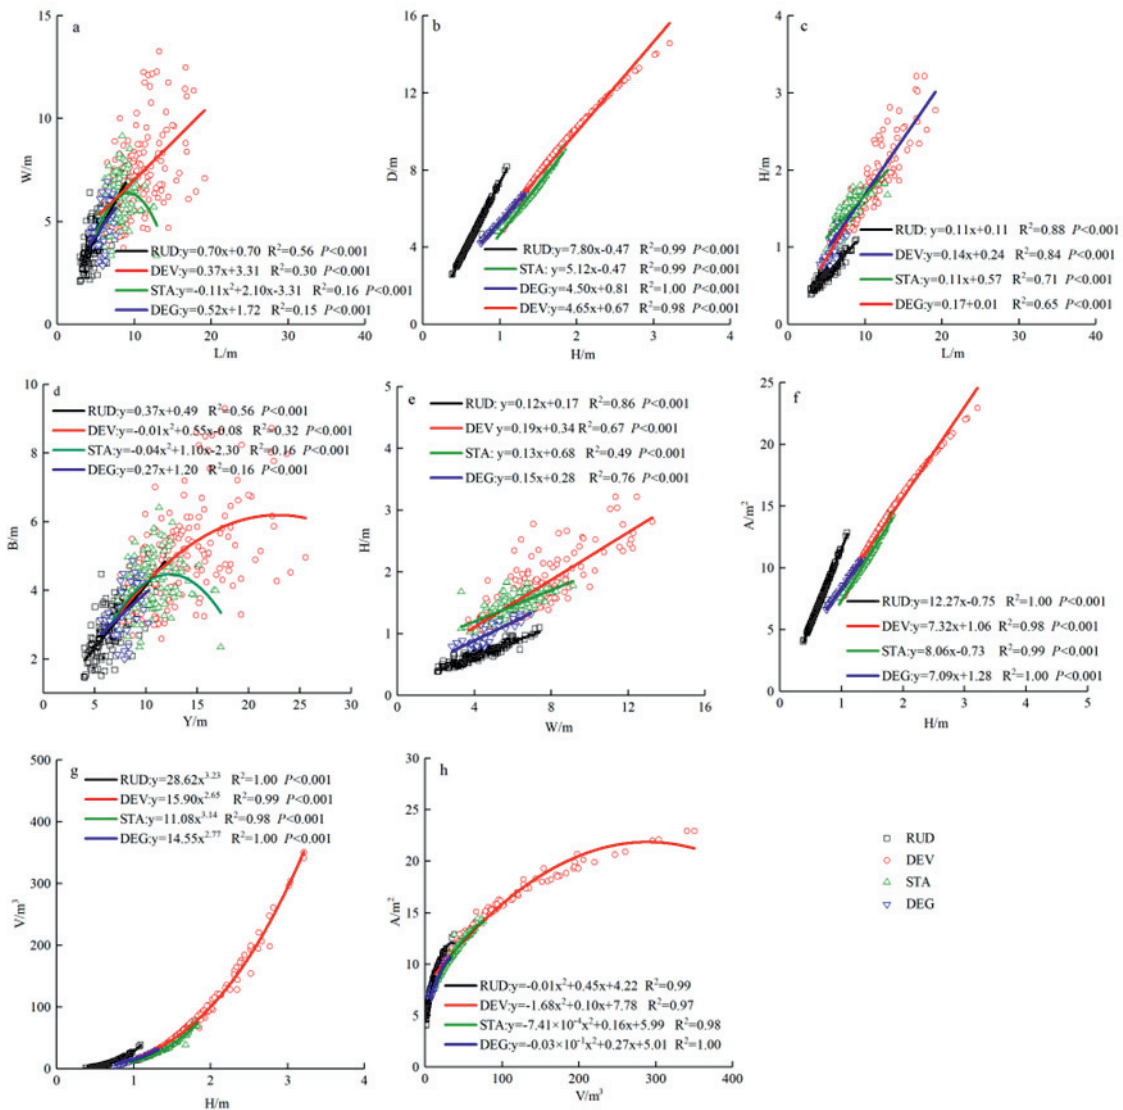 a
W/m
15
10
5
0
RUD:y=0.70x+0.70 R²=0.56 P<0.001
DEV:y=0.37x+3.31 R²=0.30 P<0.001
STA:y=-0.11x²+2.10x-3.31 R²=0.16 P<0.001
DEG:y=0.52x+1.72 R²=0.15 P<0.001
0 10 20 30 40
L/m
b
D/m
16
12
8
4
0
RUD:y=7.80x-0.47 R²=0.99 P<0.001
STA: y=5.12x-0.47 R²=0.99 P<0.001
DEG:y=4.50x+0.81 R²=1.00 P<0.001
DEV:y=4.65x+0.67 R²=0.98 P<0.001
0 1 2 3 4
H/m
c
H/m
4
3
2
1
0
RUD: y=0.11x+0.11 R²=0.88 P<0.001
DEV:y=0.14x+0.24 R²=0.84 P<0.001
STA:y=0.11x+0.57 R²=0.71 P<0.001
DEG:y=0.17+0.01 R²=0.65 P<0.001
0 10 20 30 40
L/m
d
B/m
10
8
6
4
2
RUD:y=0.37x+0.49 R²=0.56 P<0.001
DEV:y=-0.01x²+0.55x-0.08 R²=0.32 P<0.001
STA:y=-0.04x²+1.10x-2.30 R²=0.16 P<0.001
DEG:y=0.27x+1.20 R²=0.16 P<0.001
0 5 10 15 20 25 30
Y/m
e
H/m
5
4
3
2
1
0
RUD: y=0.12x+0.17 R²=0.86 P<0.001
DEV y=0.19x+0.34 R²=0.67 P<0.001
STA: y=0.13x+0.68 R²=0.49 P<0.001
DEG:y=0.15x+0.28 R²=0.76 P<0.001
0 4 8 12 16
W/m
f
A/m²
25
20
15
10
5
0
RUD:y=12.27x-0.75 R²=1.00 P<0.001
DEV:y=7.32x+1.06 R²=0.98 P<0.001
STA:y=8.06x-0.73 R²=0.99 P<0.001
DEG:y=7.09x+1.28 R²=1.00 P<0.001
0 1 2 3 4 5
H/m
g
V/m³
500
400
300
200
100
0
RUD:y=28.62x³·²³ R²=1.00 P<0.001
DEV:y=15.90x²·⁶⁵ R²=0.99 P<0.001
STA:y=11.08x³·¹⁴ R²=0.98 P<0.001
DEG:y=14.55x²·⁷⁷ R²=1.00 P<0.001
0 1 2 3 4
H/m
h
A/m²
30
25
20
15
10
5
0
RUD:y=-0.01x²+0.45x+4.22 R²=0.99
DEV:y=-1.68x²+0.10x+7.78 R²=0.97
STA:y=-7.41×10⁻⁴x²+0.16x+5.99 R²=0.98
DEG:y=-0.03×10⁻¹x²+0.27x+5.01 R²=1.00
0 100 200 300 400
V/m³
RUD
DEV
STA
DEG